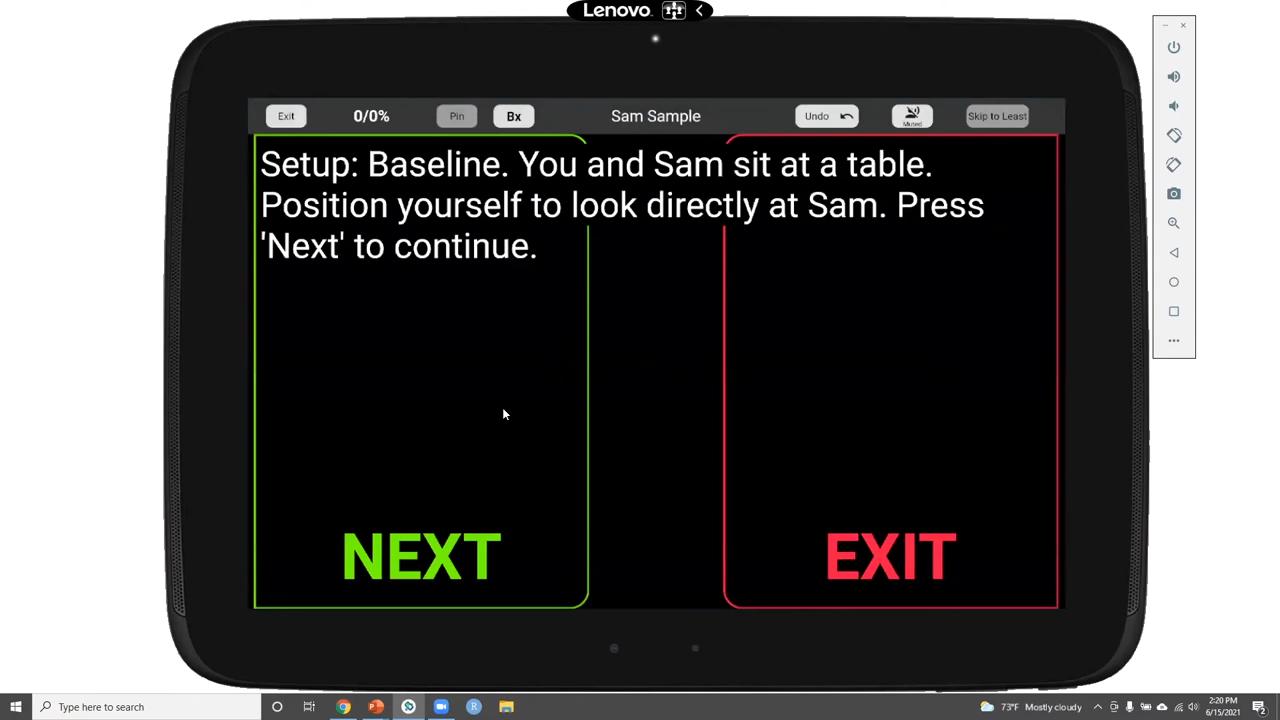 Lenovo
Exit
0/0%
Pin
Bx
Sam Sample
Undo
Muted
Skip to Least
Setup: Baseline. You and Sam sit at a table.
Position yourself to look directly at Sam. Press
'Next' to continue.
NEXT
EXIT
Type here to search
73°F Mostly cloudy
2:20 PM
6/15/2021
2